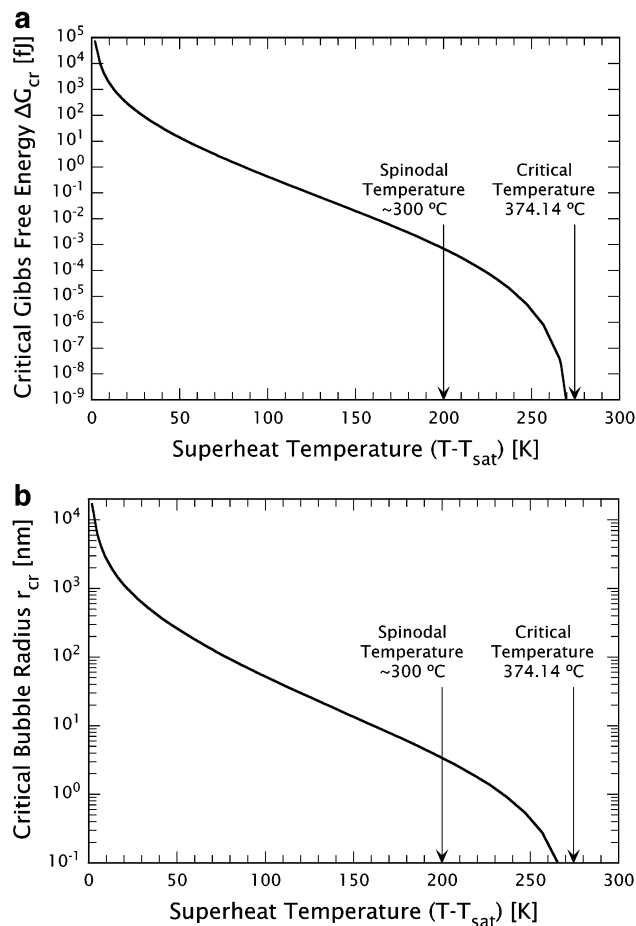 a
Critical Gibbs Free Energy ΔG_cr [fJ]
10^5
10^4
10^3
10^2
10^1
10^0
10^-1
10^-2
10^-3
10^-4
10^-5
10^-6
10^-7
10^-8
10^-9
Spinodal
Temperature
~300 ºC
Critical
Temperature
374.14 ºC
0 50 100 150 200 250 300
Superheat Temperature (T-T_sat) [K]
b
Critical Bubble Radius r_cr [nm]
10^4
10^3
10^2
10^1
10^0
10^-1
Spinodal
Temperature
~300 ºC
Critical
Temperature
374.14 ºC
0 50 100 150 200 250 300
Superheat Temperature (T-T_sat) [K]